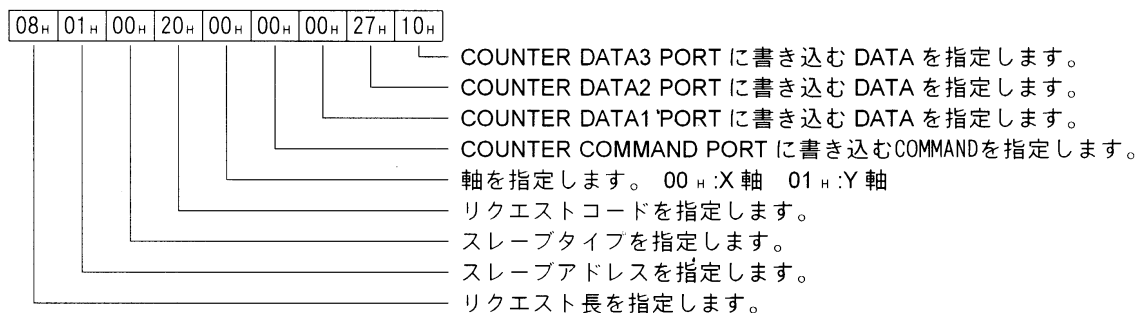 08H 01H 00H 20H 00H 00H 00H 27H 10H
COUNTER DATA3 PORT に書き込む DATA を指定します。
COUNTER DATA2 PORT に書き込む DATA を指定します。
COUNTER DATA1 PORT に書き込む DATA を指定します。
COUNTER COMMAND PORT に書き込むCOMMANDを指定します。
軸を指定します。 00H:X 軸 01H:Y 軸
リクエストコードを指定します。
スレーブタイプを指定します。
スレーブアドレスを指定します。
リクエスト長を指定します。